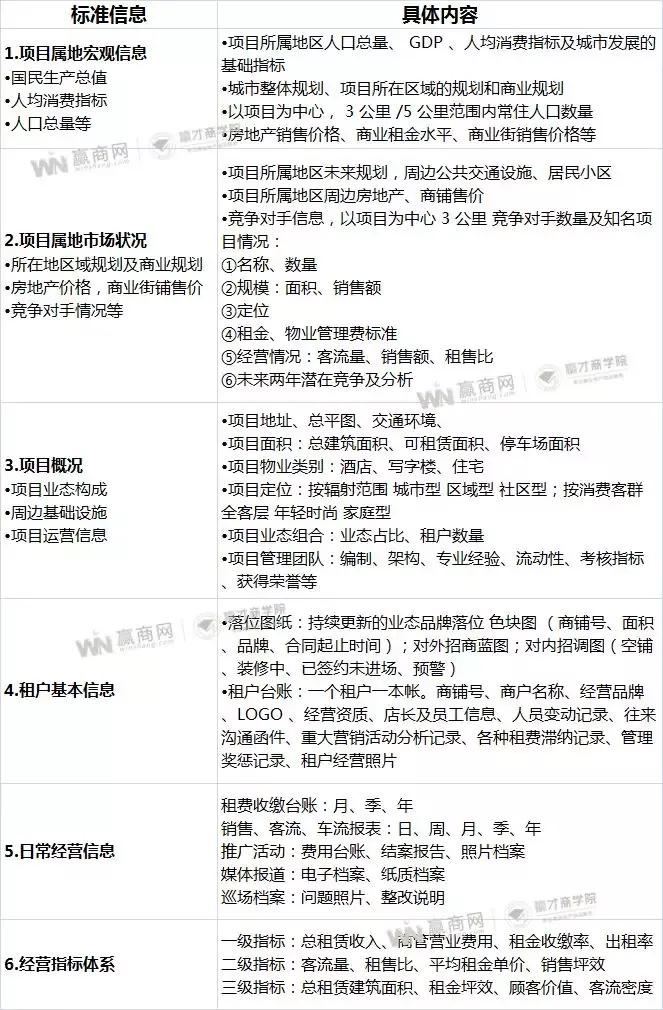 标准信息
具体内容
1.项目属地宏观信息
•国民生产总值
•人均消费指标
•人口总量等
•项目所属地区人口总量、 GDP 、人均消费指标及城市发展的
基础指标
•城市整体规划、项目所在区域的规划和商业规划
•以项目为中心， 3 公里 /5 公里范围内常住人口数量
•房地产销售价格、商业租金水平、商业街销售价格等
2.项目属地市场状况
•所在地区域规划及商业规划
•房地产价格，商业街铺售价
•竞争对手情况等
•项目所属地区未来规划，周边公共交通设施、居民小区
•项目所属地区周边房地产、商铺售价
•竞争对手信息，以项目为中心 3 公里 竞争对手数量及知名项
目情况：
①名称、数量
②规模：面积、销售额
③定位
④租金、物业管理费标准
⑤经营情况：客流量、销售额、租售比
⑥未来两年潜在竞争及分析
3.项目概况
•项目业态构成
•周边基础设施
•项目运营信息
•项目地址、总平图、交通环境、
•项目面积：总建筑面积、可租赁面积、停车场面积
•项目物业类别：酒店、写字楼、住宅
•项目定位：按辐射范围 城市型 区域型 社区型；按消费客群
全客层 年轻时尚 家庭型
•项目业态组合：业态占比、租户数量
•项目管理团队：编制、架构、专业经验、流动性、考核指标
、获得荣誉等
4.租户基本信息
•落位图纸：持续更新的业态品牌落位 色块图 （商铺号、面积
、品牌、合同起止时间）；对外招商蓝图；对内招调图（空铺
、装修中、已签约未进场、预警）
•租户台账：一个租户一本帐。商铺号、商户名称、经营品牌
、LOGO 、经营资质、店长及员工信息、人员变动记录、往来
沟通函件、重大营销活动分析记录、各种租费滞纳记录、管理
奖惩记录、租户经营照片
5.日常经营信息
租费收缴台账：月、季、年
销售、客流、车流报表：日、周、月、季、年
推广活动：费用台账、结案报告、照片档案
媒体报道：电子档案、纸质档案
巡场档案：问题照片、整改说明
6.经营指标体系
一级指标：总租赁收入、商管营业费用、租金收缴率、出租率
二级指标：客流量、租售比、平均租金单价、销售坪效
三级指标：总租赁建筑面积、租金坪效、顾客价值、客流密度
WIN 赢商网
winshang.com
赢才商学院
WIN 赢商网
winshang.com
赢才商学院
WIN 赢商网
winshang.com
赢才商学院
WIN 赢商网
winshang.com
赢才商学院